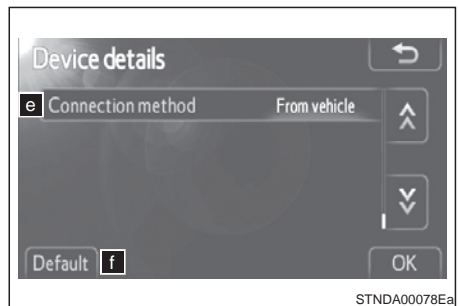 Device details
e Connection method From vehicle
Default f OK
STNDA00078Ea